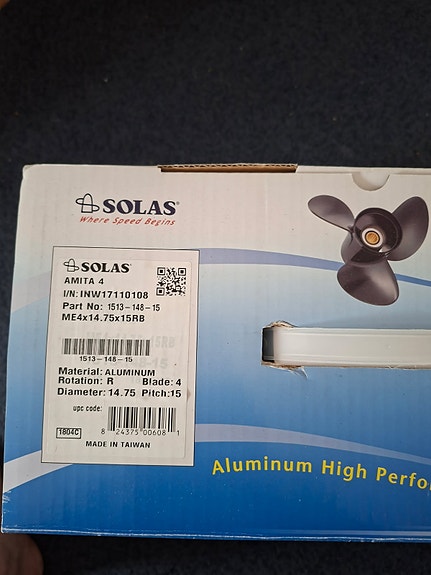 SOLAS
Where Speed Begins
SOLAS
AMITA 4
I/N: INW17110108
Part No: 1513-148-15
ME4x14.75x15RB
1513-148-15
Material: ALUMINUM
Rotation: R Blade: 4
Diameter: 14.75 Pitch: 15
upc code:
8 24375 00608 1
1804C
MADE IN TAIWAN
Aluminum High Perfo